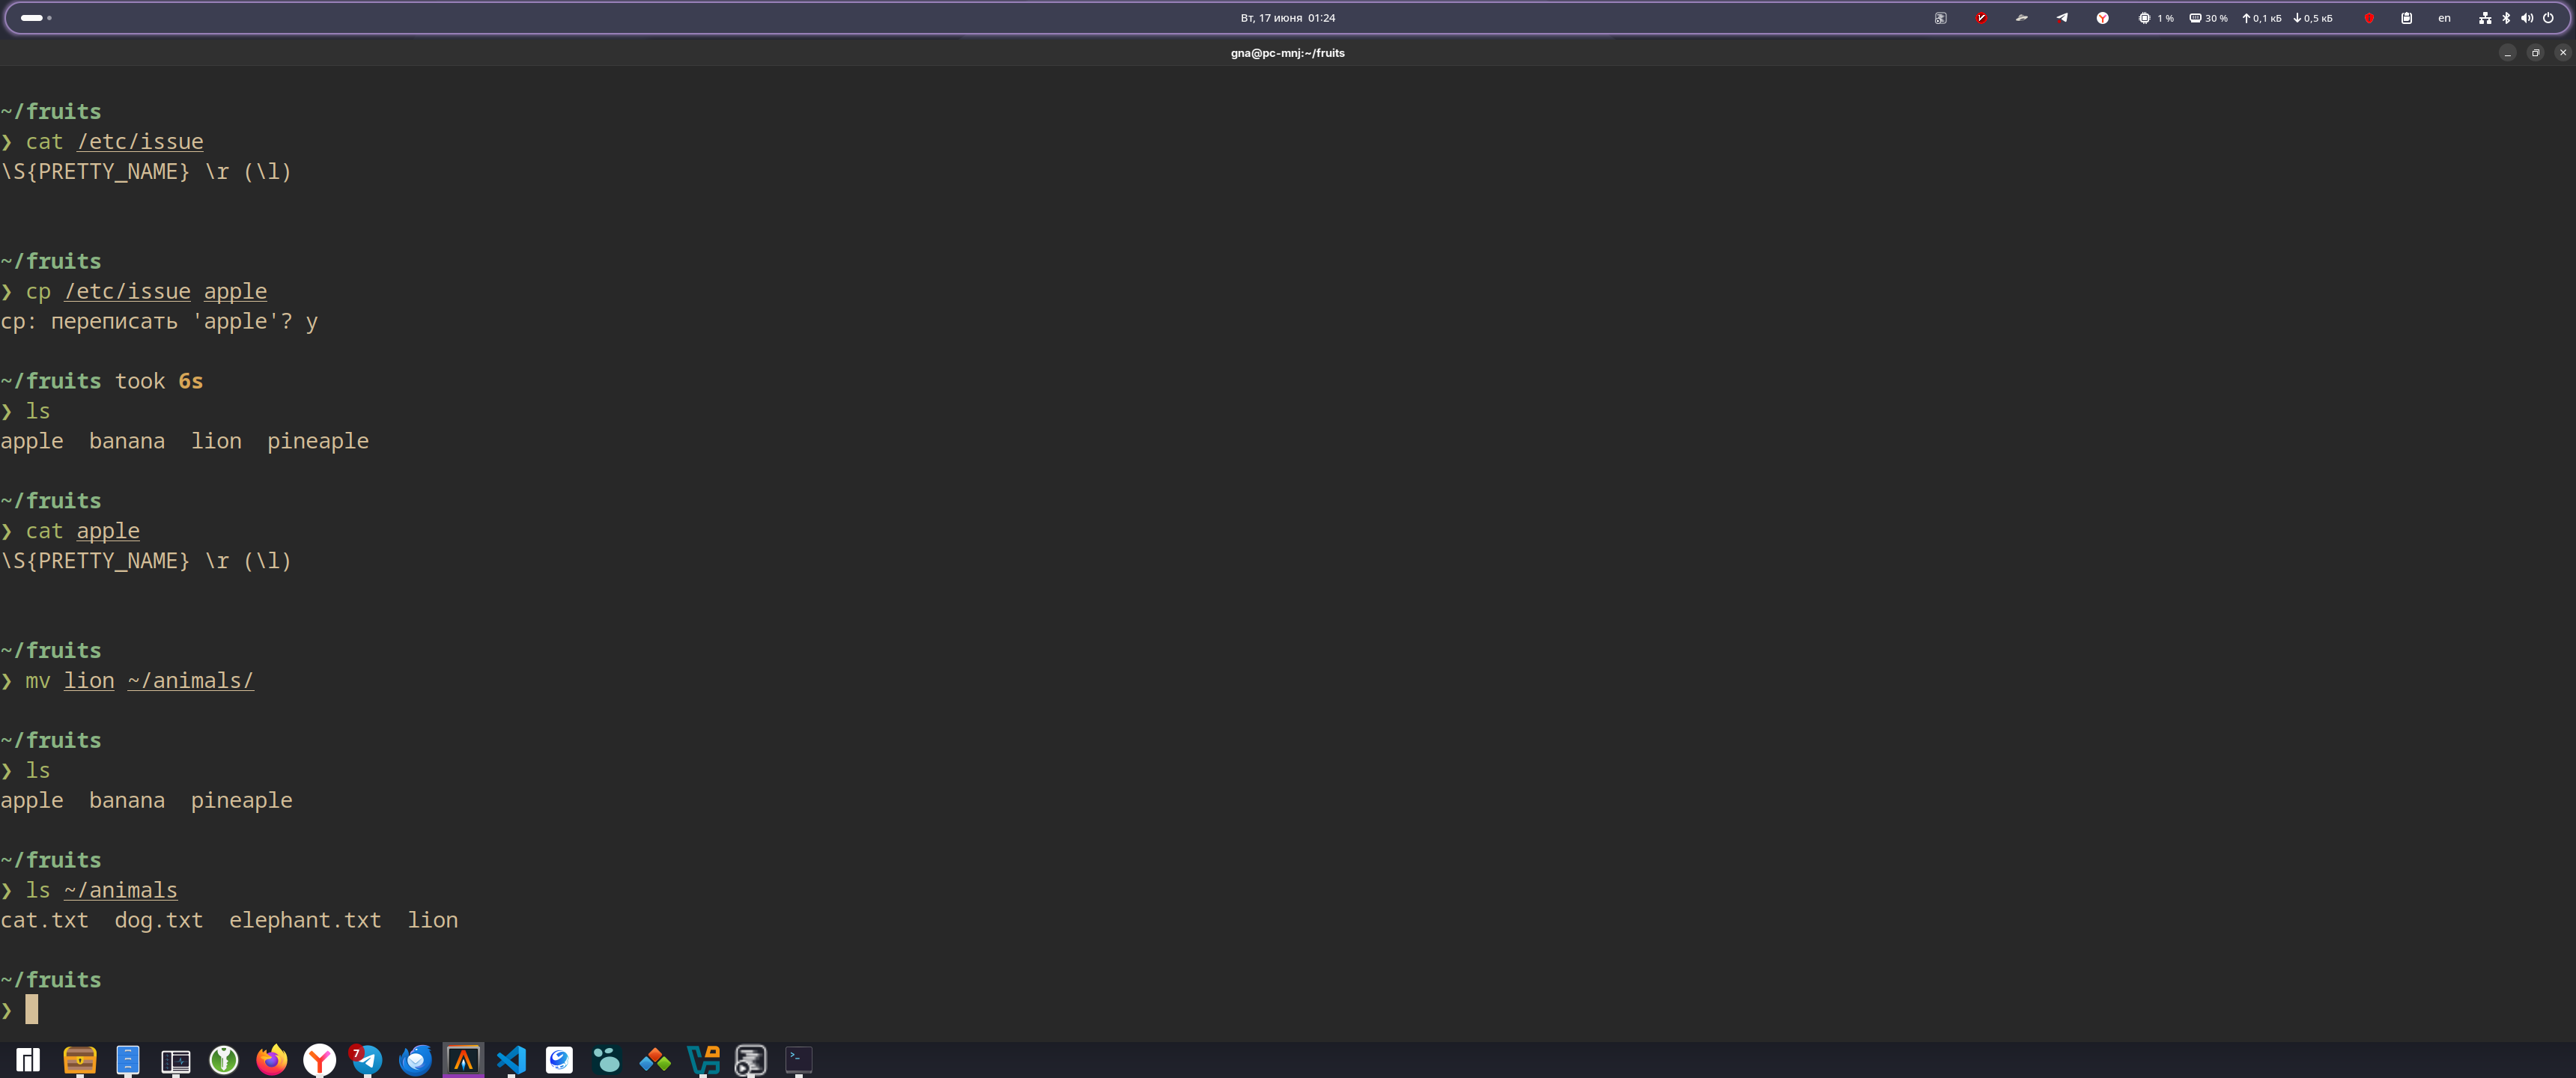 Вт, 17 июня 01:24
1 % 30 % 0,1 кБ 0,5 кБ en
gna@pc-mnj:~/fruits
~/fruits
❯ cat /etc/issue
\S{PRETTY_NAME} \r (\l)
~/fruits
❯ cp /etc/issue apple
cp: переписать 'apple'? y
~/fruits took 6s
❯ ls
apple  banana  lion  pineaple
~/fruits
❯ cat apple
\S{PRETTY_NAME} \r (\l)
~/fruits
❯ mv lion ~/animals/
~/fruits
❯ ls
apple  banana  pineaple
~/fruits
❯ ls ~/animals
cat.txt  dog.txt  elephant.txt  lion
~/fruits
❯
7